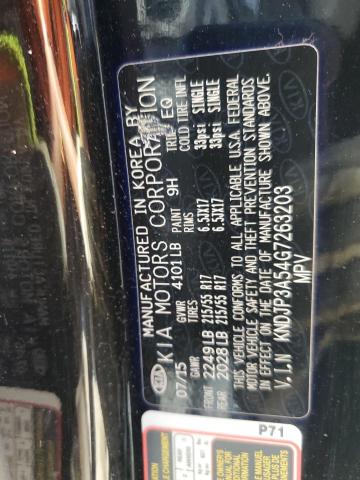 MANUFACTURED IN KOREA BY
KIA MOTORS CORPORATION
07/15 GVWR 4101LB PAINT 9H TRIM EQ
GAWR TIRES RIMS COLD TIRE INFL
FRONT 2249LB 215/55 R17 6.5JX17 33psi SINGLE
REAR 2028LB 215/55 R17 6.5JX17 33psi SINGLE
THIS VEHICLE CONFORMS TO ALL APPLICABLE U.S.A. FEDERAL
MOTOR VEHICLE SAFETY AND THEFT PREVENTION STANDARDS
IN EFFECT ON THE DATE OF MANUFACTURE SHOWN ABOVE.
V.I.N KNDJP3A54G7263203
MPV
KIA
P71